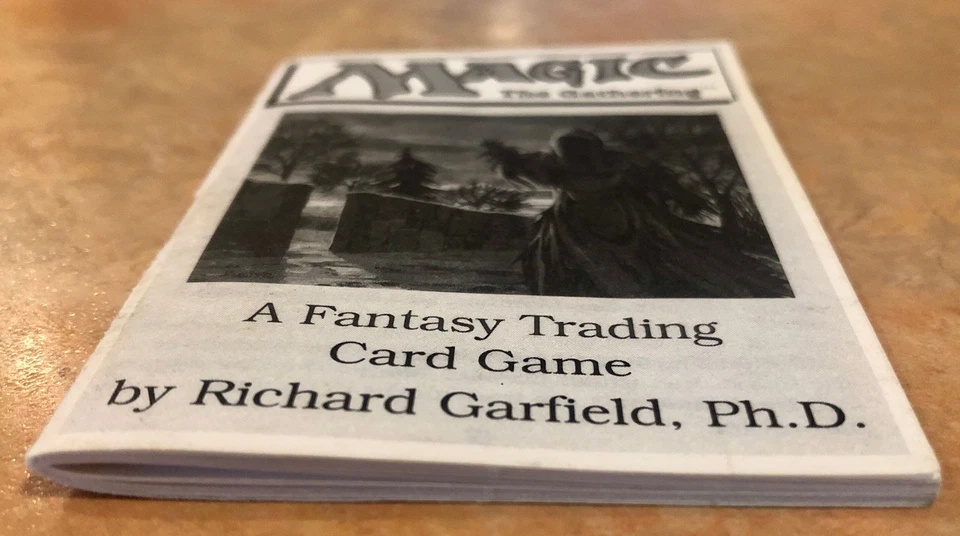 Magic
The Gathering
A Fantasy Trading
Card Game
by Richard Garfield, Ph.D.